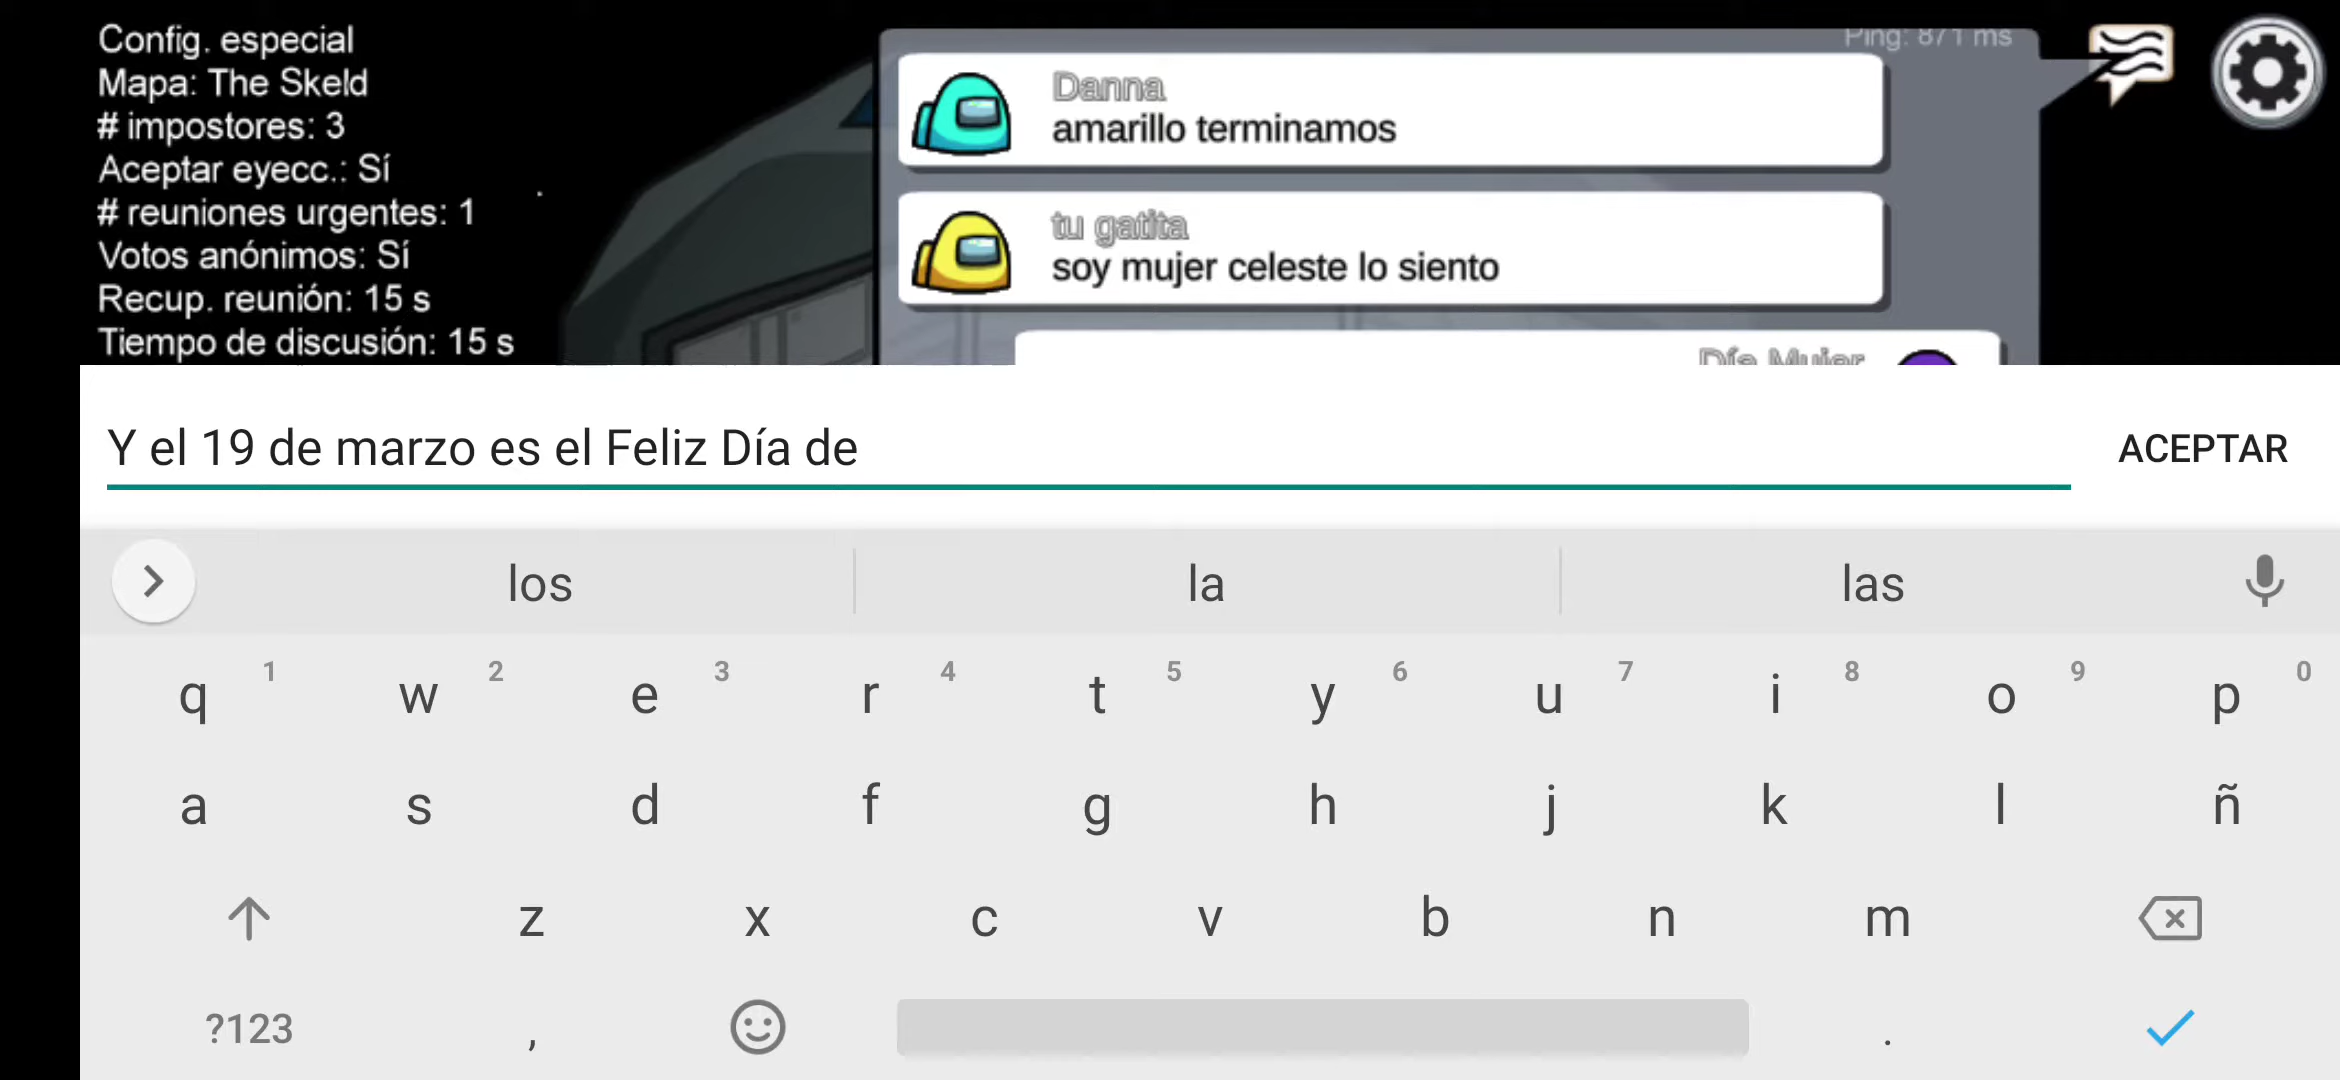 Config. especial
Mapa: The Skeld
# impostores: 3
Aceptar eyecc.: Sí
# reuniones urgentes: 1
Votos anónimos: Sí
Recup. reunión: 15 s
Tiempo de discusión: 15 s
Ping: 871 ms
Danna
amarillo terminamos
tu gatita
soy mujer celeste lo siento
Día Mujer
Y el 19 de marzo es el Feliz Día de
ACEPTAR
los la las
q 1 w 2 e 3 r 4 t 5 y 6 u 7 i 8 o 9 p 0
a s d f g h j k l ñ
z x c v b n m
?123 , .